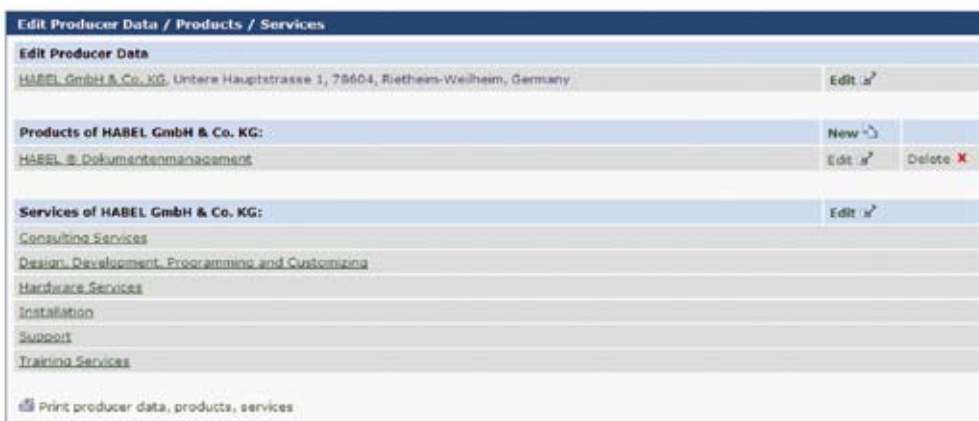 Edit Producer Data / Products / Services
Edit Producer Data
HABEL GmbH & Co. KG, Untere Hauptstrasse 1, 78604, Rietheim-Weilheim, Germany Edit
Products of HABEL GmbH & Co. KG: New
HABEL ® Dokumentenmanagement Edit Delete
Services of HABEL GmbH & Co. KG: Edit
Consulting Services
Design, Development, Programming and Customizing
Hardware Services
Installation
Support
Training Services
Print producer data, products, services